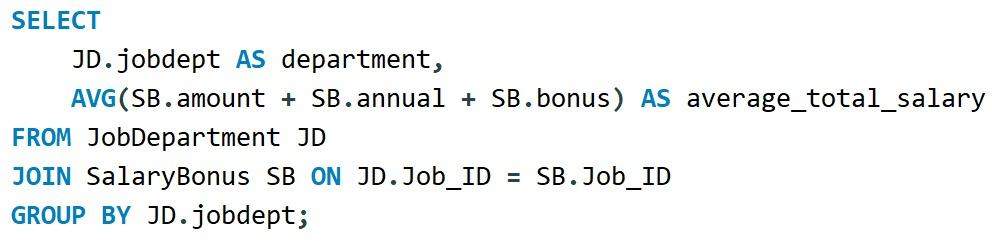 SELECT
JD.jobdept AS department,
AVG(SB.amount + SB.annual + SB.bonus) AS average_total_salary
FROM JobDepartment JD
JOIN SalaryBonus SB ON JD.Job_ID = SB.Job_ID
GROUP BY JD.jobdept;